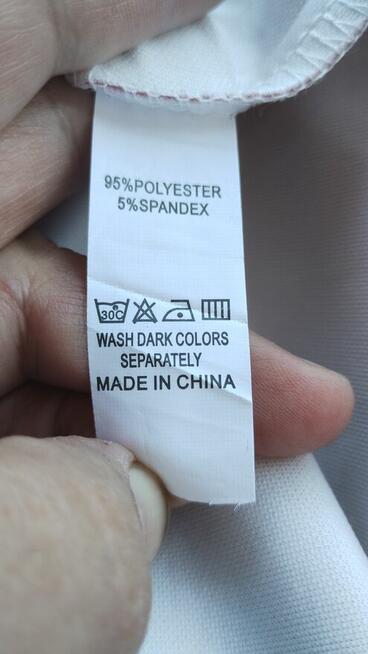 95%POLYESTER
5%SPANDEX
30C
WASH DARK COLORS
SEPARATELY
MADE IN CHINA